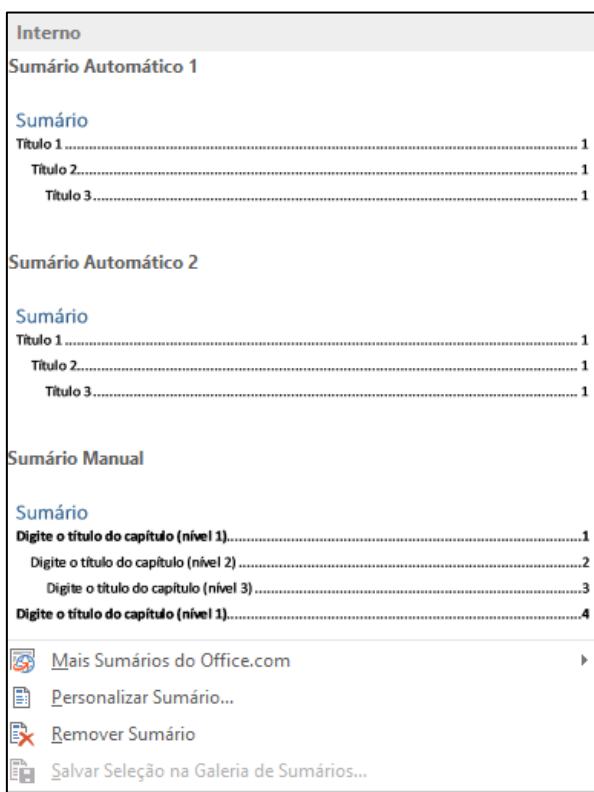 Interno
Sumário Automático 1
Sumário
Título 1 ........ 1
Título 2........ 1
Título 3........ 1
Sumário Automático 2
Sumário
Título 1 ........ 1
Título 2........ 1
Título 3........ 1
Sumário Manual
Sumário
Digite o título do capítulo (nível 1)........1
Digite o título do capítulo (nível 2) ........2
Digite o título do capítulo (nível 3) ........3
Digite o título do capítulo (nível 1)........4
Mais Sumários do Office.com
Personalizar Sumário...
Remover Sumário
Salvar Seleção na Galeria de Sumários...